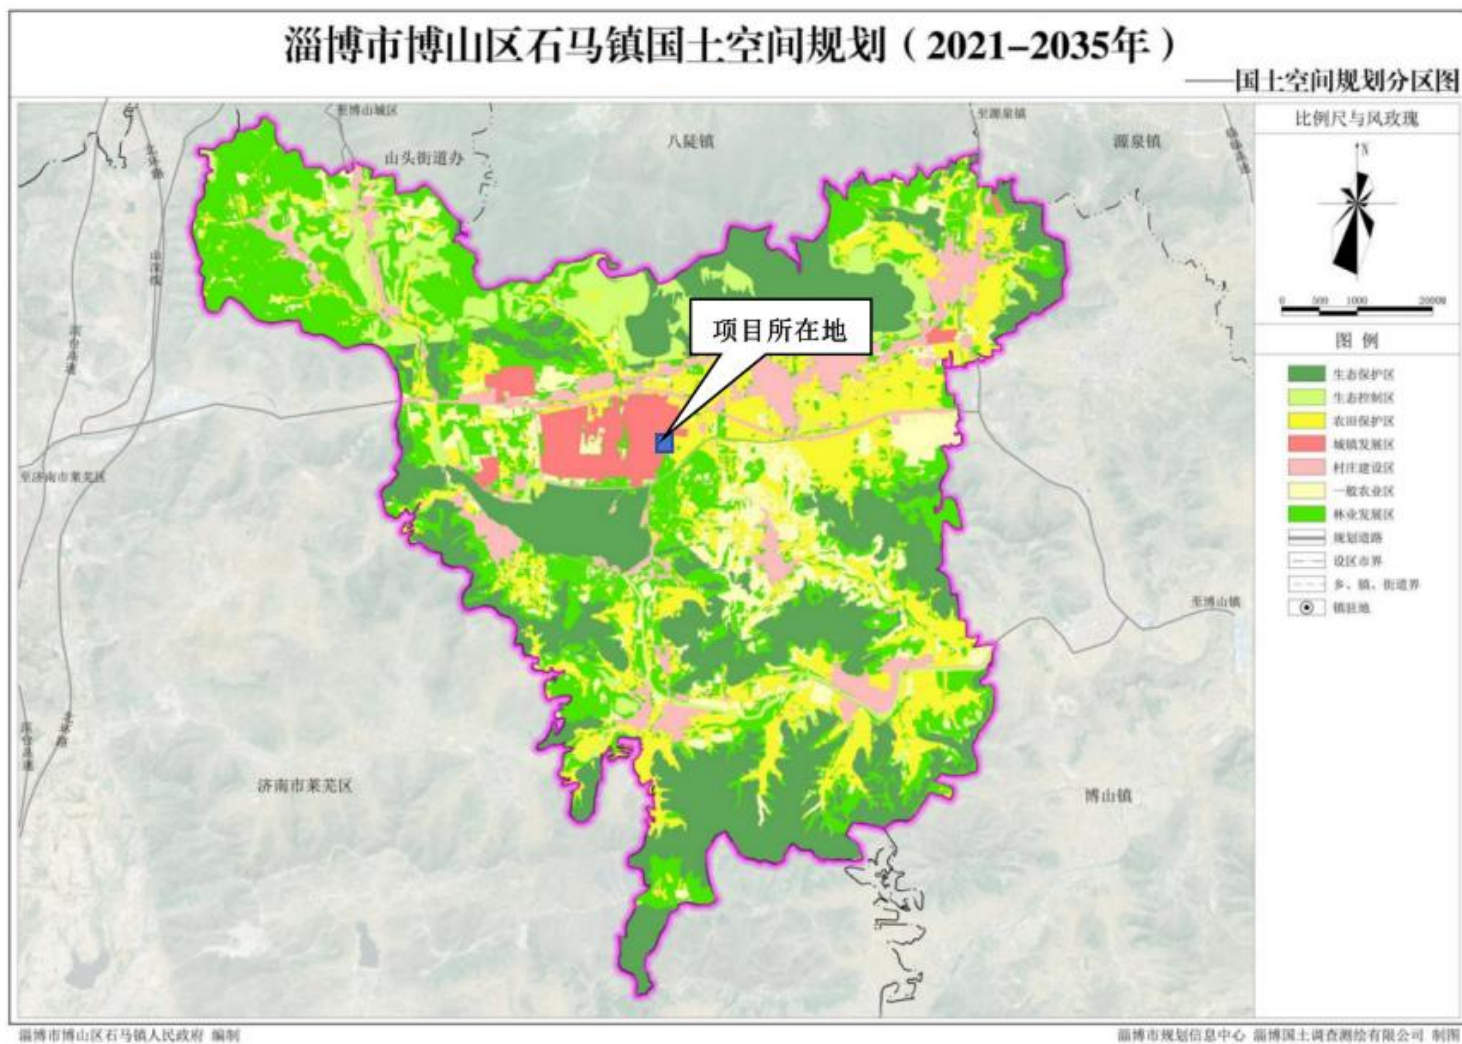 淄博市博山区石马镇国土空间规划（2021-2035年）
——国土空间规划分区图
至博山城区
山头街道办
八陡镇
至源泉镇
源泉镇
比例尺与风玫瑰
N
0 500 1000 2000M
图 例
生态保护区
生态控制区
农田保护区
城镇发展区
村庄建设区
一般农业区
林业发展区
规划道路
设区市界
乡、镇、街道界
镇驻地
项目所在地
至济南市莱芜区
至博山镇
济南市莱芜区
博山镇
滨台高速
淄博市博山区石马镇人民政府 编制
淄博市规划信息中心 淄博国土调查测绘有限公司 制图